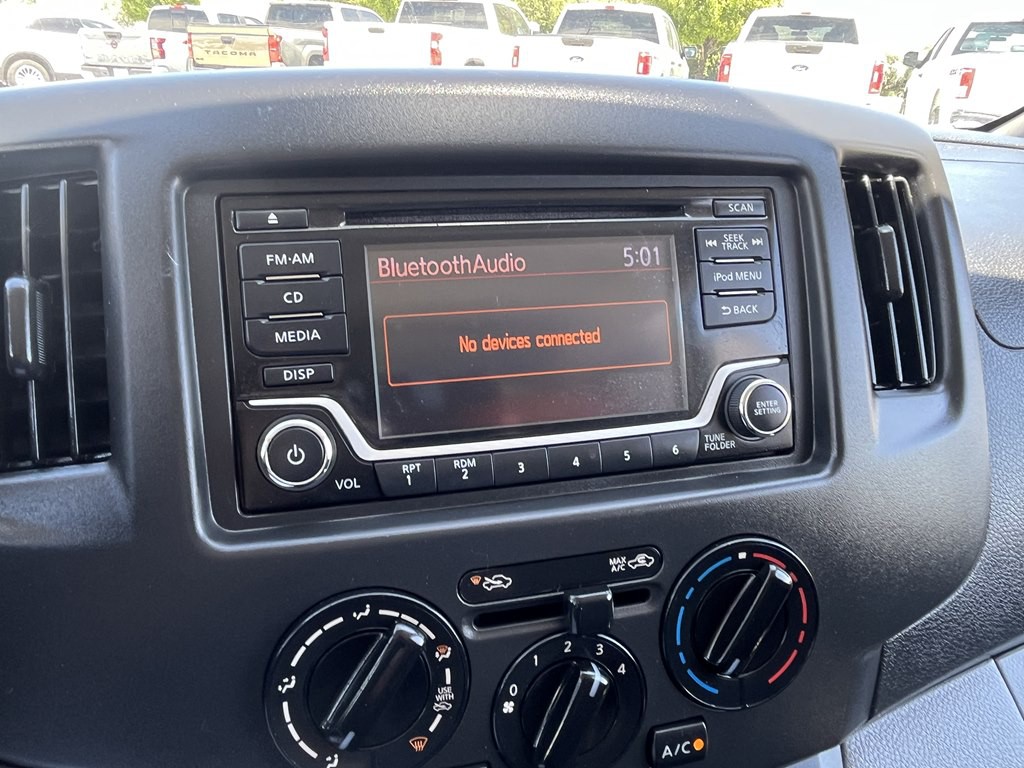 TACOMA
SCAN
FM·AM
SEEK
TRACK
CD
iPod MENU
MEDIA
BACK
DISP
BluetoothAudio 5:01
No devices connected
ENTER
SETTING
TUNE
FOLDER
VOL
RPT
1
RDM
2
3
4
5
6
MAX
A/C
USE
WITH
0
1
2
3
4
A/C